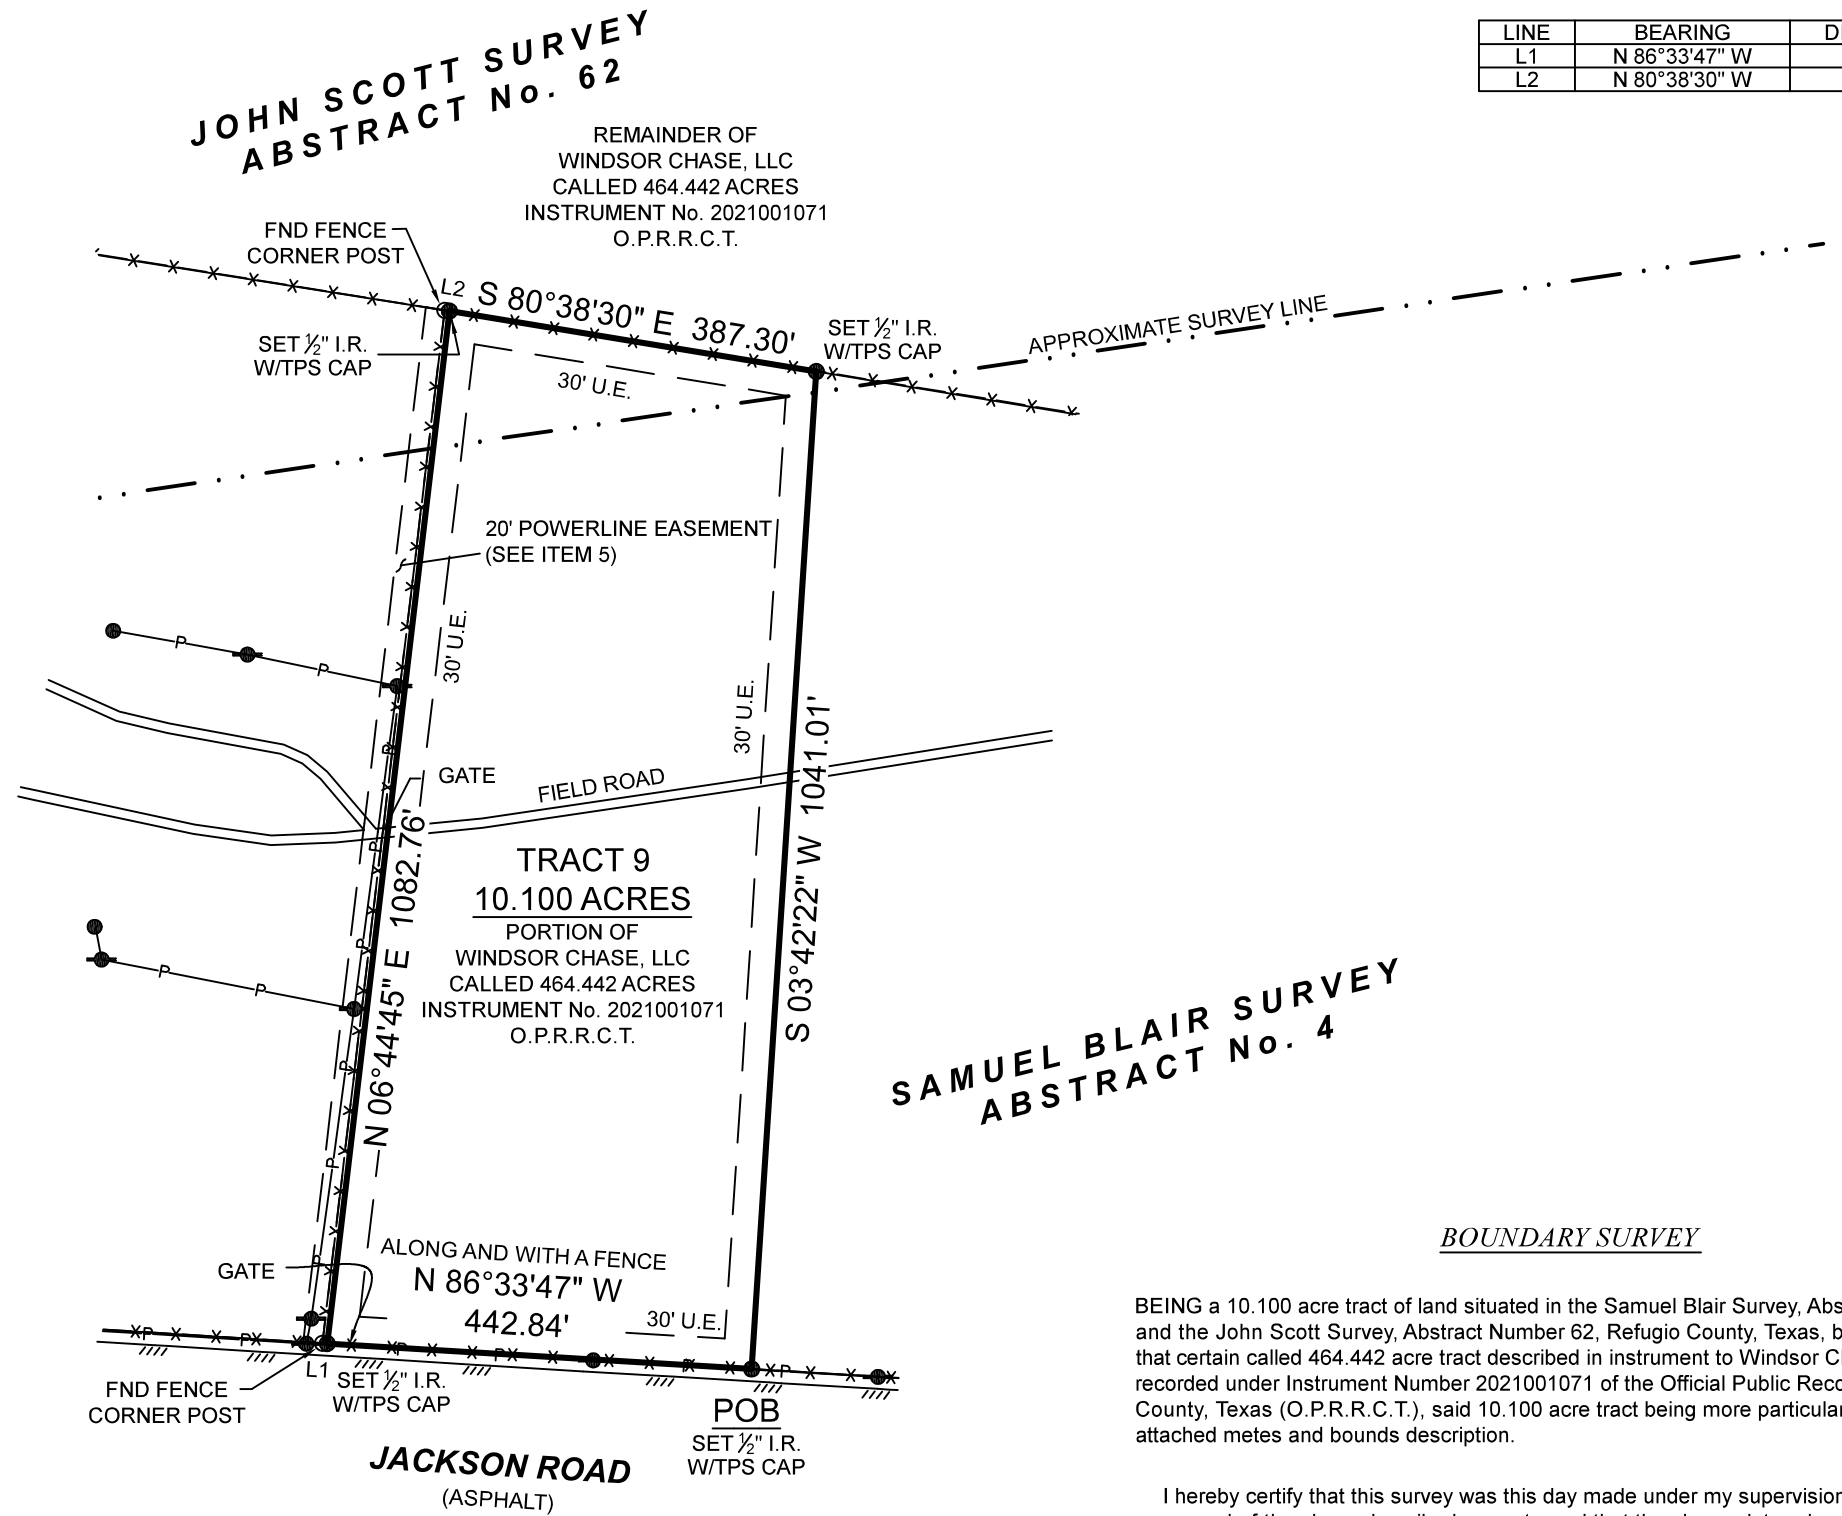 JOHN SCOTT SURVEY
ABSTRACT No. 62
LINE BEARING
L1 N 86°33'47" W
L2 N 80°38'30" W
REMAINDER OF
WINDSOR CHASE, LLC
CALLED 464.442 ACRES
INSTRUMENT No. 2021001071
O.P.R.R.C.T.
FND FENCE
CORNER POST
L2
S 80°38'30" E 387.30'
SET ½" I.R.
W/TPS CAP
SET ½" I.R.
W/TPS CAP
APPROXIMATE SURVEY LINE
30' U.E.
20' POWERLINE EASEMENT
(SEE ITEM 5)
30' U.E.
30' U.E.
P
P
P
GATE
FIELD ROAD
S 03°42'22" W 1041.01'
N 06°44'45" E 1082.76'
TRACT 9
10.100 ACRES
PORTION OF
WINDSOR CHASE, LLC
CALLED 464.442 ACRES
INSTRUMENT No. 2021001071
O.P.R.R.C.T.
P
P
P
P
P
P
P
P
SAMUEL BLAIR SURVEY
ABSTRACT No. 4
ALONG AND WITH A FENCE
GATE
N 86°33'47" W
442.84'
30' U.E.
P
P
P
P
P
P
L1
SET ½" I.R.
W/TPS CAP
FND FENCE
CORNER POST
POB
SET ½" I.R.
W/TPS CAP
JACKSON ROAD
(ASPHALT)
BOUNDARY SURVEY
BEING a 10.100 acre tract of land situated in the Samuel Blair Survey, Abs
and the John Scott Survey, Abstract Number 62, Refugio County, Texas, b
that certain called 464.442 acre tract described in instrument to Windsor C
recorded under Instrument Number 2021001071 of the Official Public Reco
County, Texas (O.P.R.R.C.T.), said 10.100 acre tract being more particular
attached metes and bounds description.
I hereby certify that this survey was this day made under my supervision